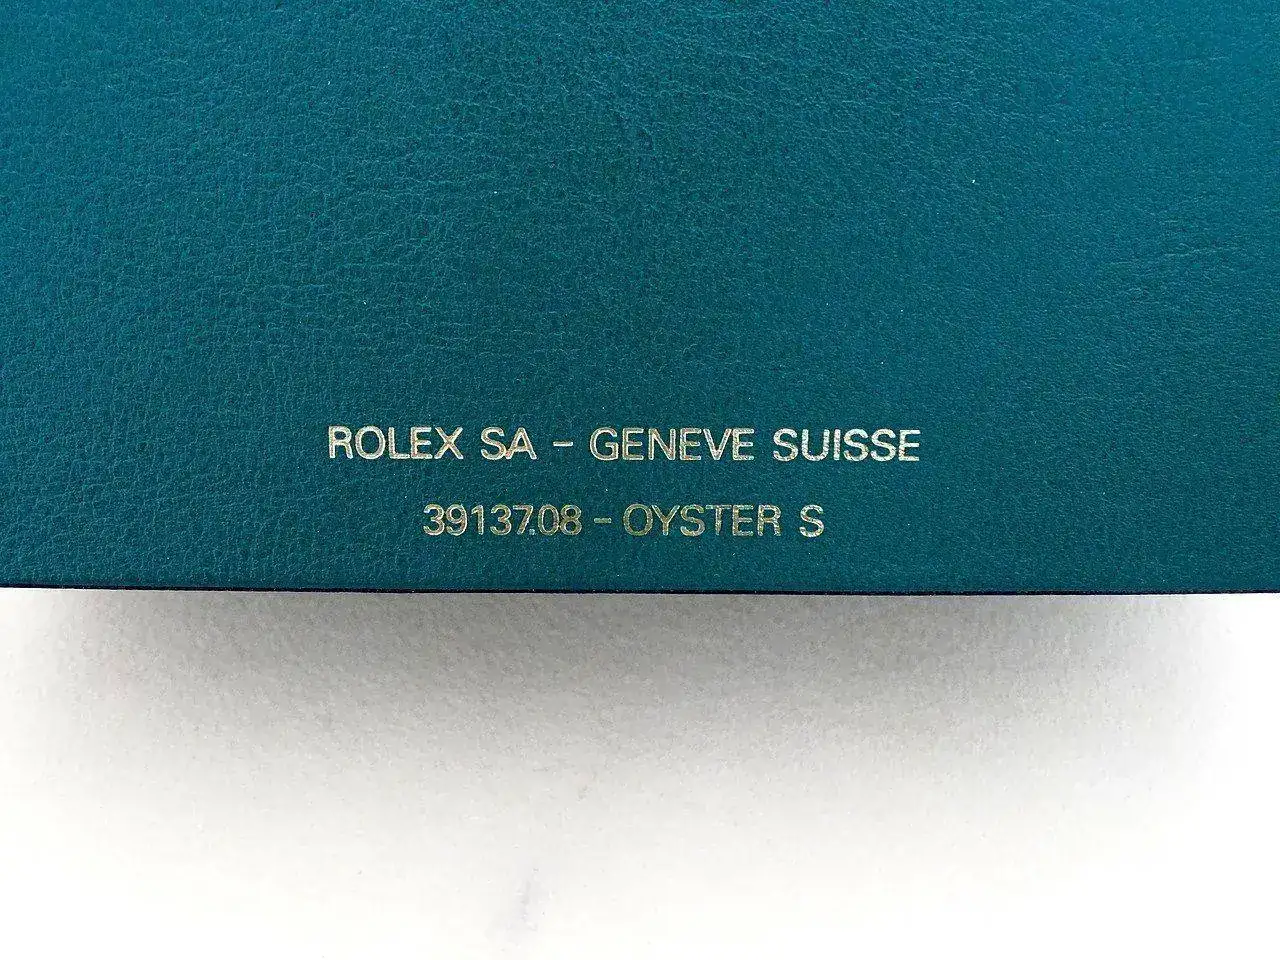 ROLEX SA - GENEVE SUISSE
39137.08 - OYSTER S